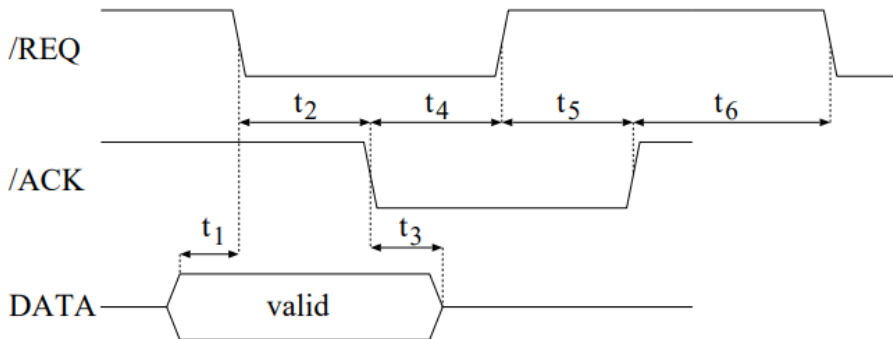 /REQ
t2 t4 t5 t6
/ACK
t1 t3
DATA valid